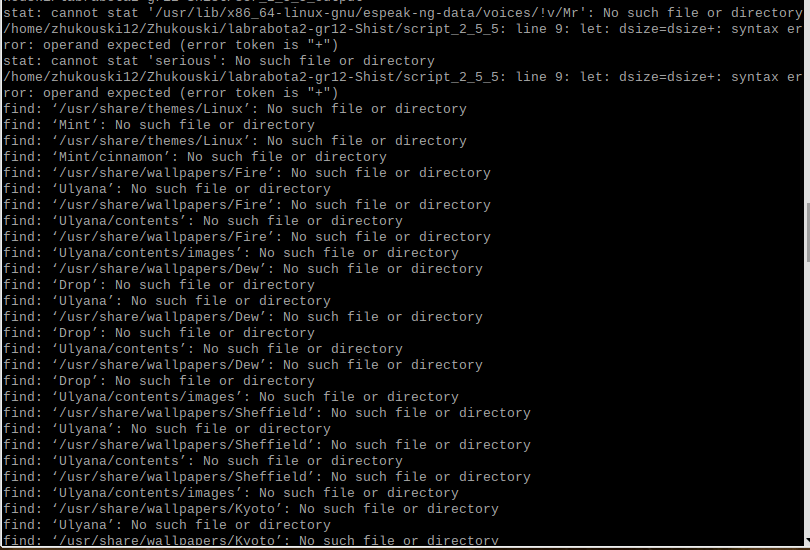 stat: cannot stat '/usr/lib/x86_64-linux-gnu/espeak-ng-data/voices/!v/Mr': No such file or directory
/home/zhukouski12/Zhukouski/labrabota2-gr12-Shist/script_2_5_5: line 9: let: dsize=dsize+: syntax er
ror: operand expected (error token is "+")
stat: cannot stat 'serious': No such file or directory
/home/zhukouski12/Zhukouski/labrabota2-gr12-Shist/script_2_5_5: line 9: let: dsize=dsize+: syntax er
ror: operand expected (error token is "+")
find: ‘/usr/share/themes/Linux’: No such file or directory
find: ‘Mint’: No such file or directory
find: ‘/usr/share/themes/Linux’: No such file or directory
find: ‘Mint/cinnamon’: No such file or directory
find: ‘/usr/share/wallpapers/Fire’: No such file or directory
find: ‘Ulyana’: No such file or directory
find: ‘/usr/share/wallpapers/Fire’: No such file or directory
find: ‘Ulyana/contents’: No such file or directory
find: ‘/usr/share/wallpapers/Fire’: No such file or directory
find: ‘Ulyana/contents/images’: No such file or directory
find: ‘/usr/share/wallpapers/Dew’: No such file or directory
find: ‘Drop’: No such file or directory
find: ‘Ulyana’: No such file or directory
find: ‘/usr/share/wallpapers/Dew’: No such file or directory
find: ‘Drop’: No such file or directory
find: ‘Ulyana/contents’: No such file or directory
find: ‘/usr/share/wallpapers/Dew’: No such file or directory
find: ‘Drop’: No such file or directory
find: ‘Ulyana/contents/images’: No such file or directory
find: ‘/usr/share/wallpapers/Sheffield’: No such file or directory
find: ‘Ulyana’: No such file or directory
find: ‘/usr/share/wallpapers/Sheffield’: No such file or directory
find: ‘Ulyana/contents’: No such file or directory
find: ‘/usr/share/wallpapers/Sheffield’: No such file or directory
find: ‘Ulyana/contents/images’: No such file or directory
find: ‘/usr/share/wallpapers/Kyoto’: No such file or directory
find: ‘Ulyana’: No such file or directory
find: ‘/usr/share/wallpapers/Kyoto’: No such file or directory